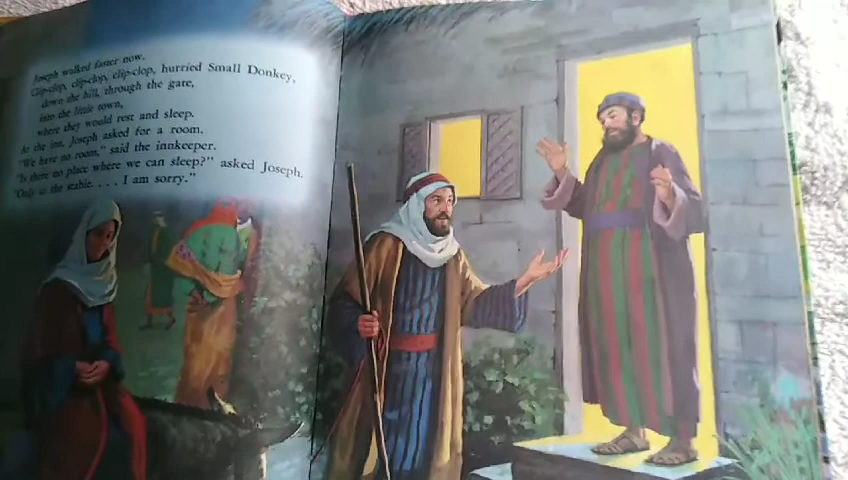 Joseph walked faster now.
Clip-clop, clip-clop, clip-clop, hurried Small Donkey,
down the hill, through the gate,
into the little town,
where they would rest and sleep.
At the inn, Joseph asked for a room.
"We have no room," said the innkeeper.
"Is there no place where we can sleep?" asked Joseph.
"Only in the stable. . . . I am sorry."